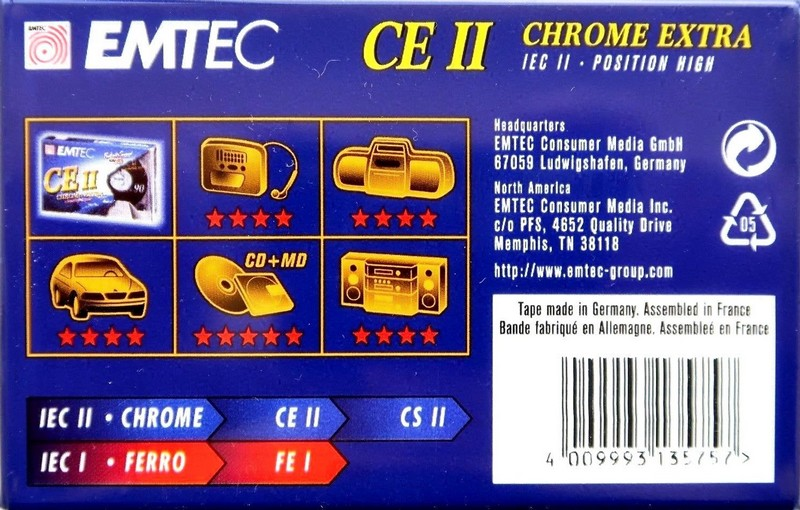 EMTEC
EMTEC CE II CHROME EXTRA
IEC II · POSITION HIGH
EMTEC
CE II
90
CD+MD
Headquarters
EMTEC Consumer Media GmbH
67059 Ludwigshafen, Germany
North America
EMTEC Consumer Media Inc.
c/o PFS, 4652 Quality Drive
Memphis, TN 38118
http://www.emtec-group.com
05
Tape made in Germany. Assembled in France
Bande fabriqué en Allemagne. Assembleé en France
4 009993 135757 >
IEC II • CHROME CE II CS II
IEC I • FERRO FE I